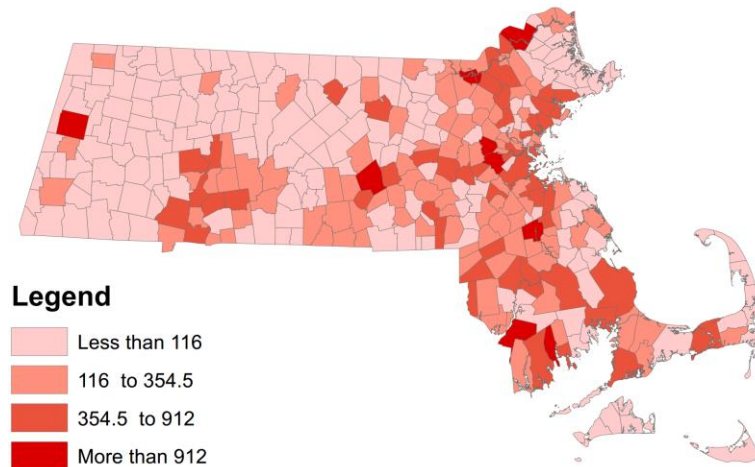 Legend
Less than 116
116 to 354.5
354.5 to 912
More than 912